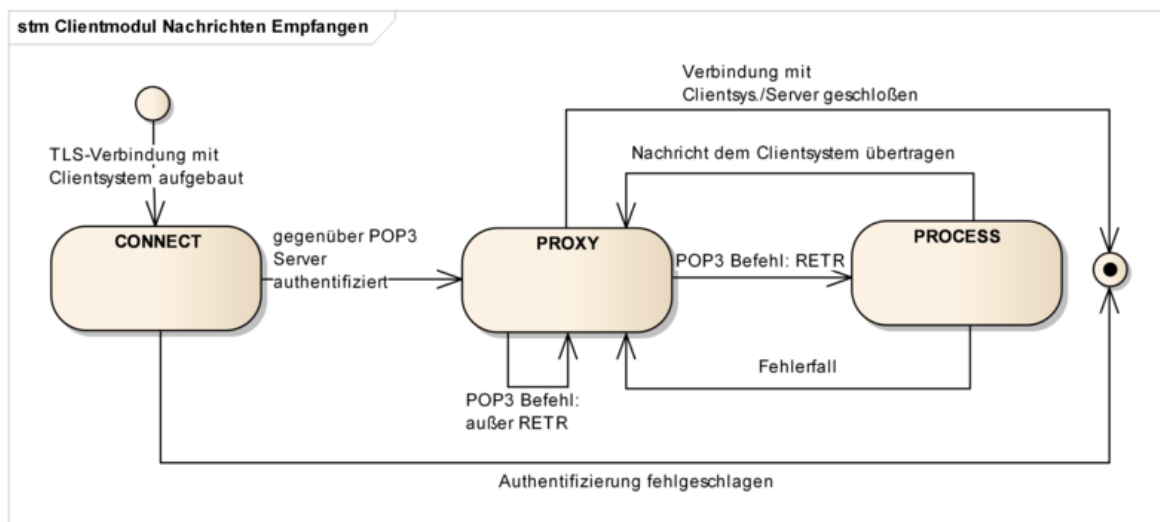 stm Clientmodul Nachrichten Empfangen
Verbindung mit
Clientsys./Server geschloßen
TLS-Verbindung mit
Clientsystem aufgebaut
Nachricht dem Clientsystem übertragen
CONNECT
gegenüber POP3
Server
authentifiziert
PROXY
POP3 Befehl: RETR
PROCESS
Fehlerfall
POP3 Befehl:
außer RETR
Authentifizierung fehlgeschlagen